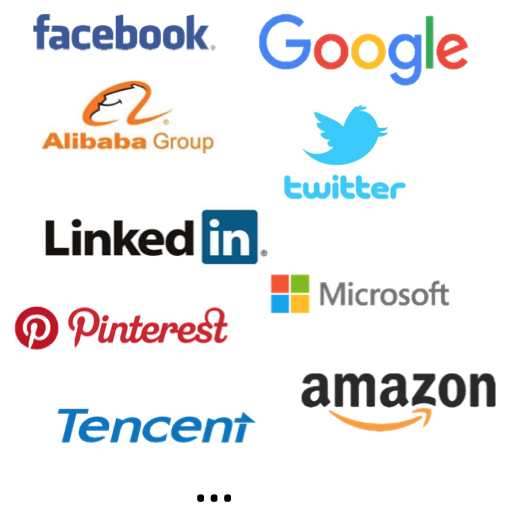 facebook®
Google
Alibaba Group®
twitter
Linked in®
Microsoft
Pinterest
amazon
Tencent
...